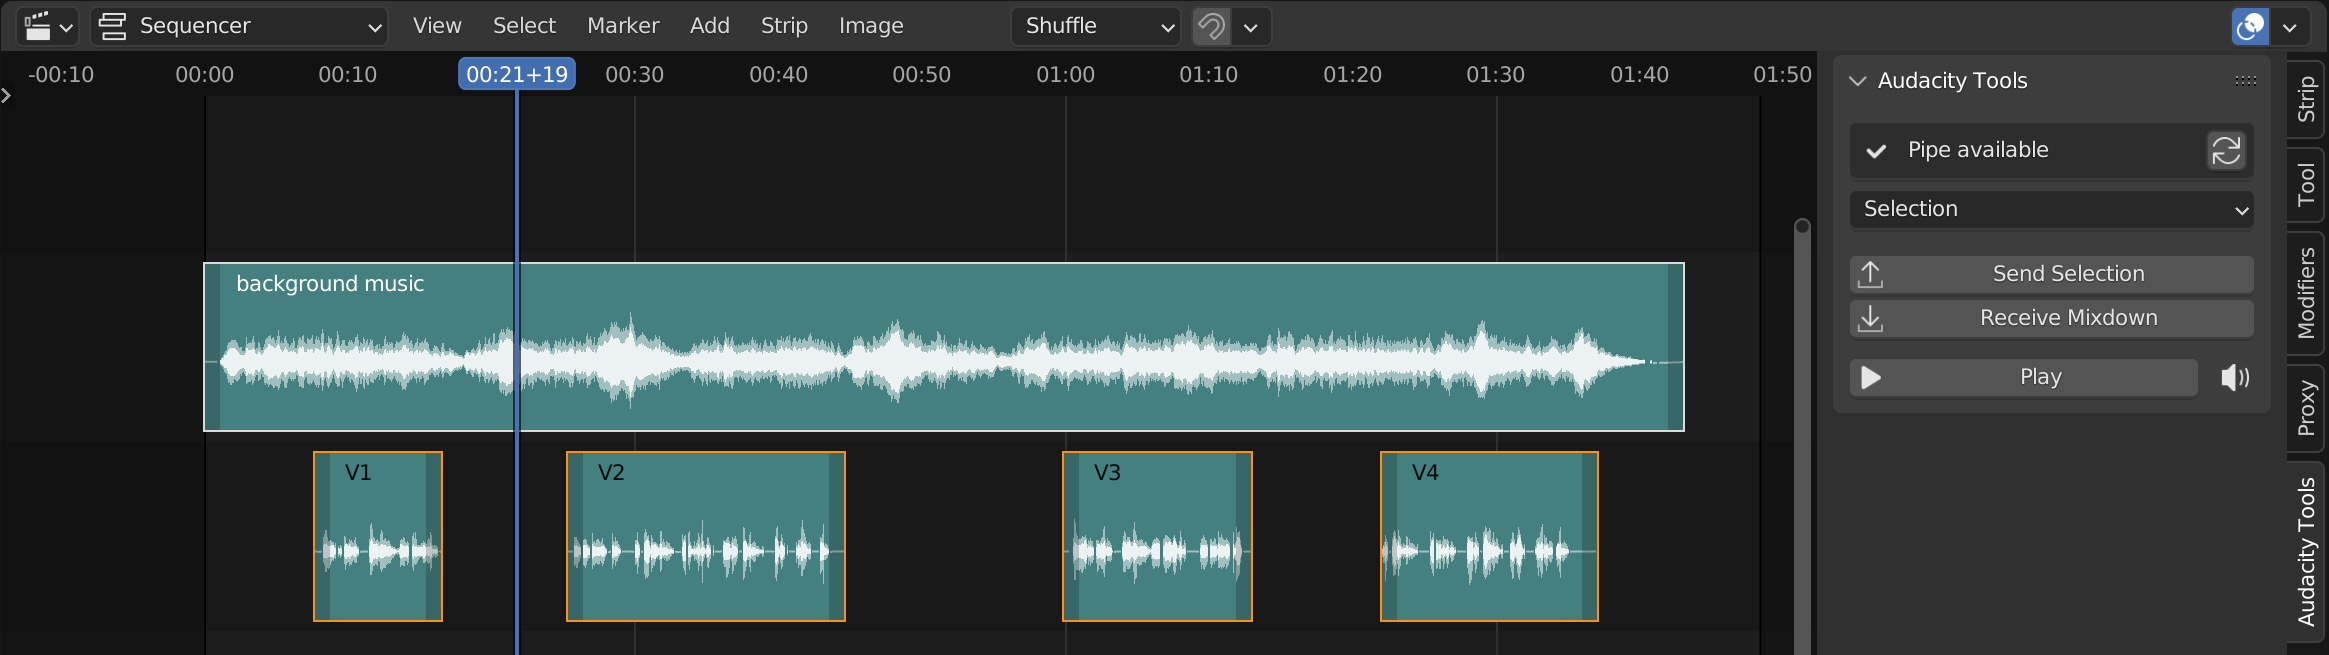 Sequencer View Select Marker Add Strip Image Shuffle
-00:10 00:00 00:10 00:21+19 00:30 00:40 00:50 01:00 01:10 01:20 01:30 01:40 01:50
background music
V1 V2 V3 V4
Audacity Tools
Pipe available
Selection
Send Selection
Receive Mixdown
Play
Strip
Tool
Modifiers
Proxy
Audacity Tools